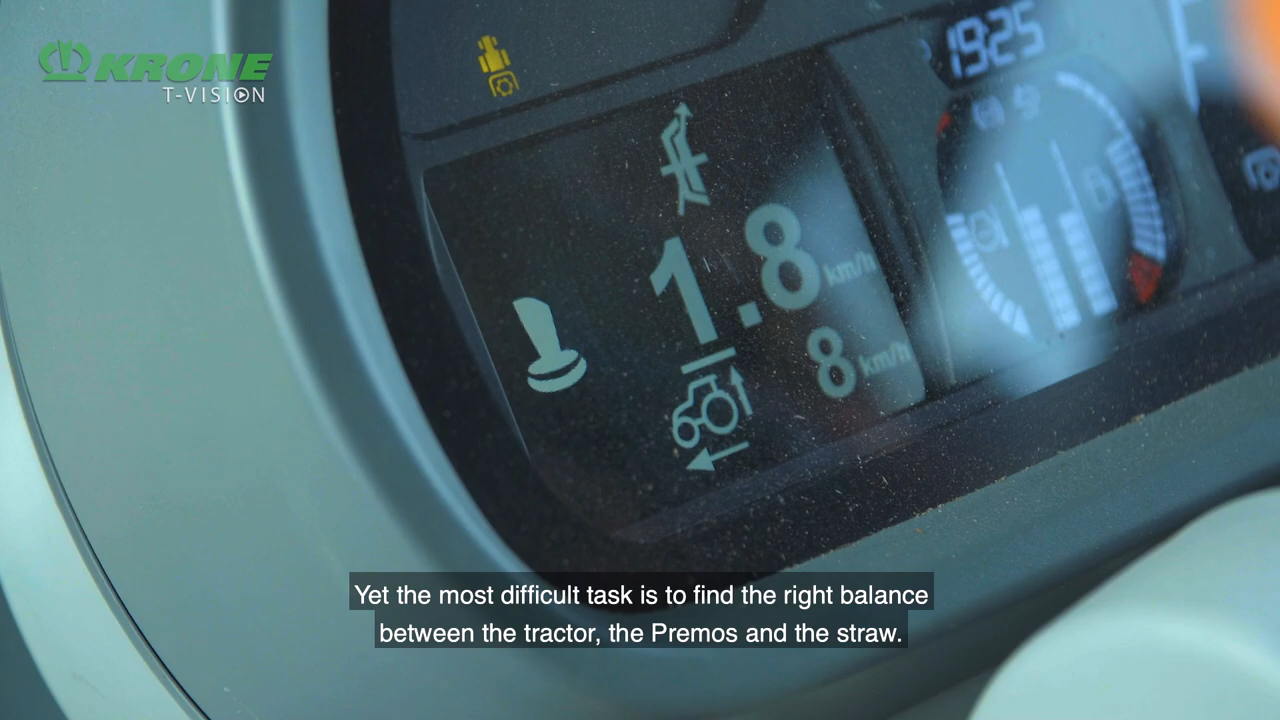 KRONE
T-VISION
1925
1.8 km/h
8 km/h
Yet the most difficult task is to find the right balance
between the tractor, the Premos and the straw.